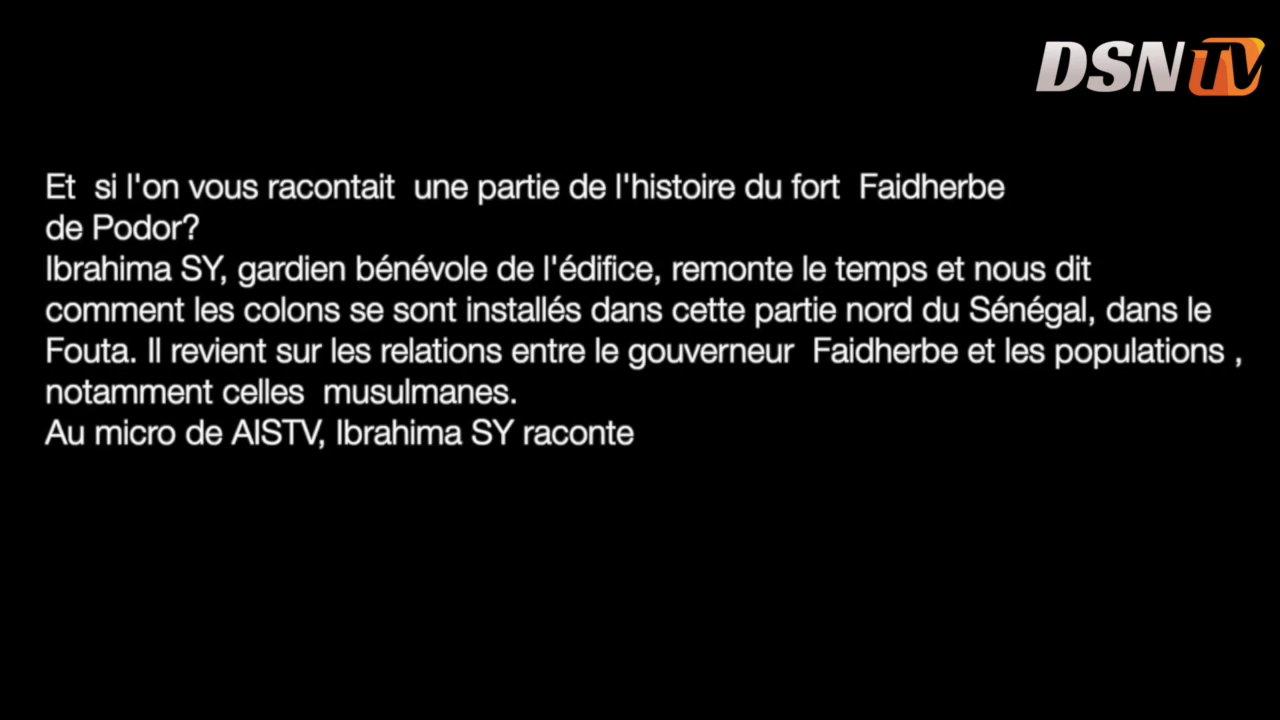 DSN TV
Et  si l'on vous racontait  une partie de l'histoire du fort  Faidherbe
de Podor?
Ibrahima SY, gardien bénévole de l'édifice, remonte le temps et nous dit
comment les colons se sont installés dans cette partie nord du Sénégal, dans le
Fouta. Il revient sur les relations entre le gouverneur  Faidherbe et les populations ,
notamment celles  musulmanes.
Au micro de AISTV, Ibrahima SY raconte